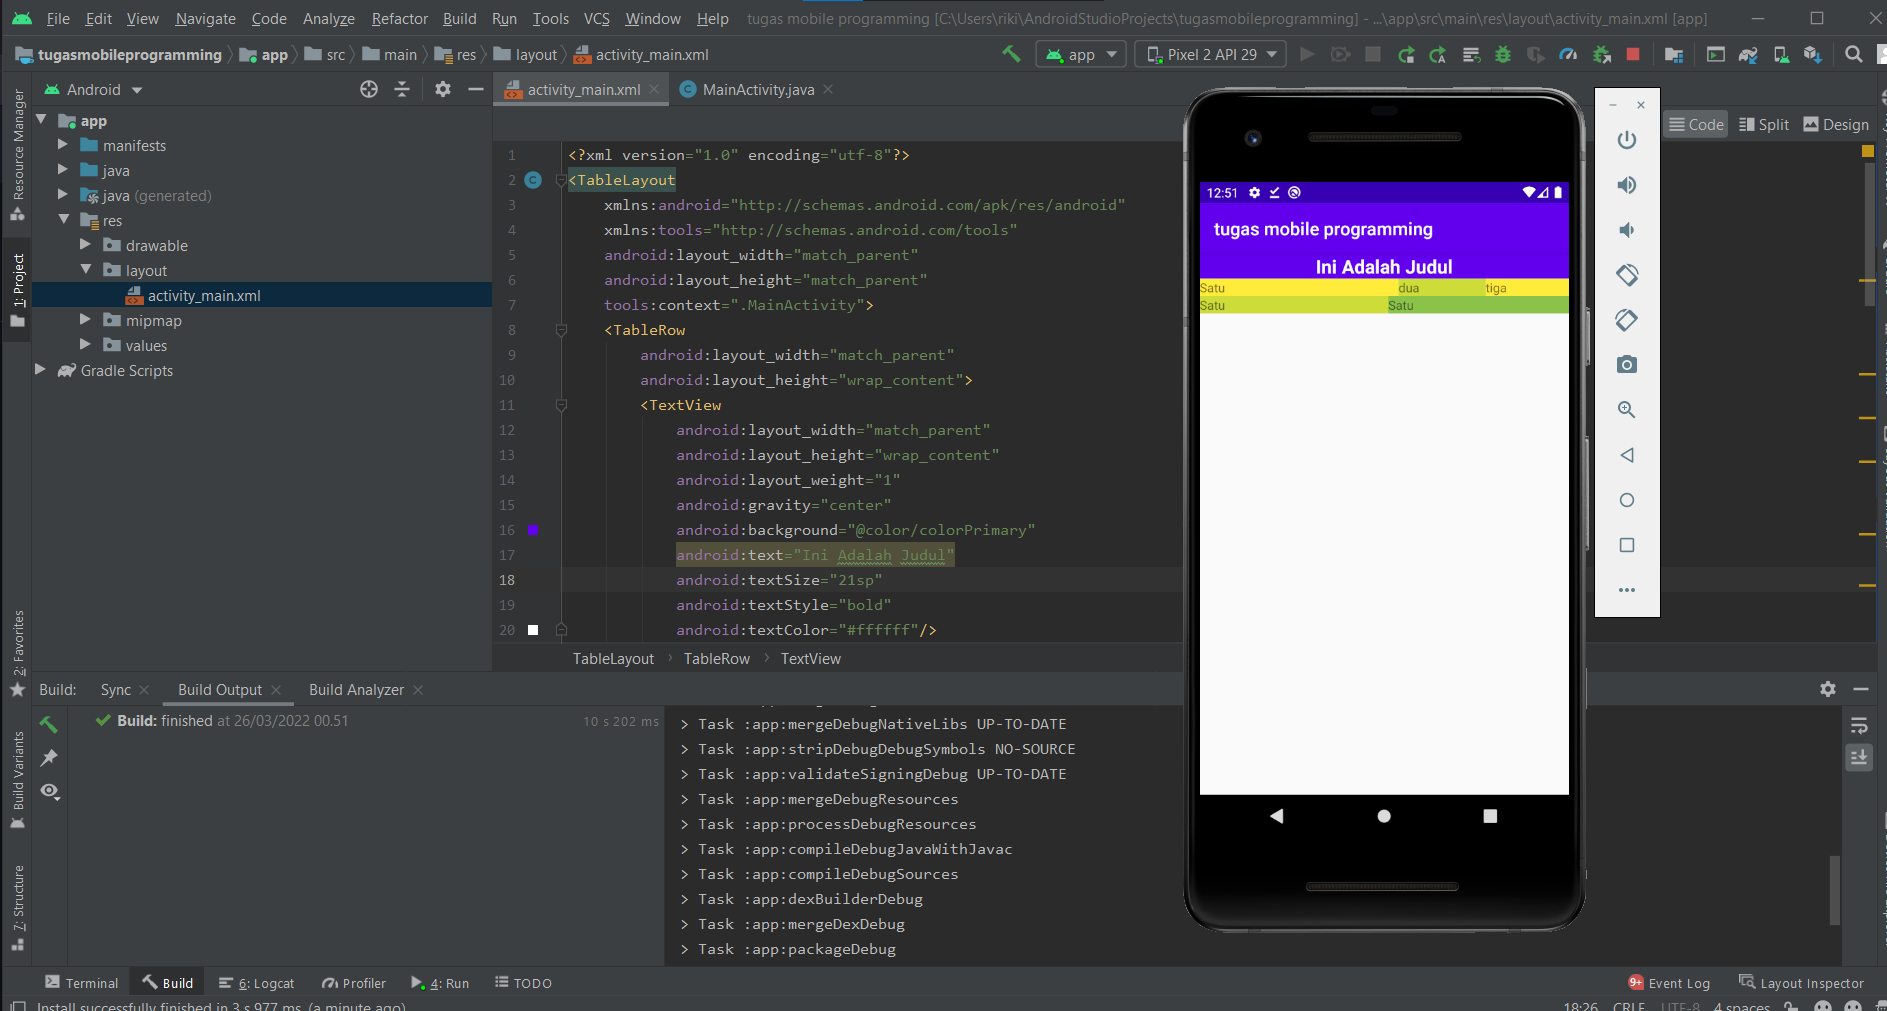 File Edit View Navigate Code Analyze Refactor Build Run Tools VCS Window Help tugas mobile programming [C:\Users\riki\AndroidStudioProjects\tugasmobileprogramming] - ...\app\src\main\res\layout\activity_main.xml [app]
tugasmobileprogramming app src main res layout activity_main.xml app Pixel 2 API 29
Android activity_main.xml MainActivity.java
Code Split Design
Resource Manager
1: Project
2: Favorites
Build Variants
7: Structure
app
manifests
java
java (generated)
res
drawable
layout
activity_main.xml
mipmap
values
Gradle Scripts
1 <?xml version="1.0" encoding="utf-8"?>
2 <TableLayout
3 xmlns:android="http://schemas.android.com/apk/res/android"
4 xmlns:tools="http://schemas.android.com/tools"
5 android:layout_width="match_parent"
6 android:layout_height="match_parent"
7 tools:context=".MainActivity">
8 <TableRow
9 android:layout_width="match_parent"
10 android:layout_height="wrap_content">
11 <TextView
12 android:layout_width="match_parent"
13 android:layout_height="wrap_content"
14 android:layout_weight="1"
15 android:gravity="center"
16 android:background="@color/colorPrimary"
17 android:text="Ini Adalah Judul"
18 android:textSize="21sp"
19 android:textStyle="bold"
20 android:textColor="#ffffff"/>
TableLayout TableRow TextView
12:51
tugas mobile programming
Ini Adalah Judul
Satu dua tiga
Satu Satu
Build: Sync Build Output Build Analyzer
Build: finished at 26/03/2022 00.51 10 s 202 ms
> Task :app:mergeDebugNativeLibs UP-TO-DATE
> Task :app:stripDebugDebugSymbols NO-SOURCE
> Task :app:validateSigningDebug UP-TO-DATE
> Task :app:mergeDebugResources
> Task :app:processDebugResources
> Task :app:compileDebugJavaWithJavac
> Task :app:compileDebugSources
> Task :app:dexBuilderDebug
> Task :app:mergeDexDebug
> Task :app:packageDebug
Terminal Build 6: Logcat Profiler 4: Run TODO 9+ Event Log Layout Inspector
Install successfully finished in 3 s 977 ms. (a minute ago) 18:26 CRLF UTF-8 4 spaces